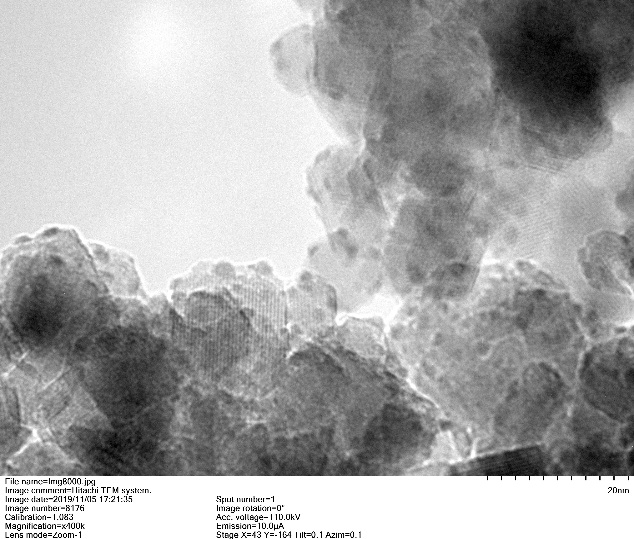 File name=Img8000.jpg
Image comment=Hitachi TEM system.
Image date=2019/11/05 17:21:35
Image number=8176
Calibration=1.083
Magnification=x400k
Lens mode=Zoom-1
Sput number=1
Image rotation=0°
Acc. voltage=110.0kV
Emission=10.0µA
Stage X=43 Y=-164 Tilt=0.1 Azim=0.1
20nm